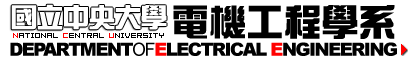 國立中央大學 電機工程學系
NATIONAL CENTRAL UNIVERSITY
DEPARTMENT OF ELECTRICAL ENGINEERING